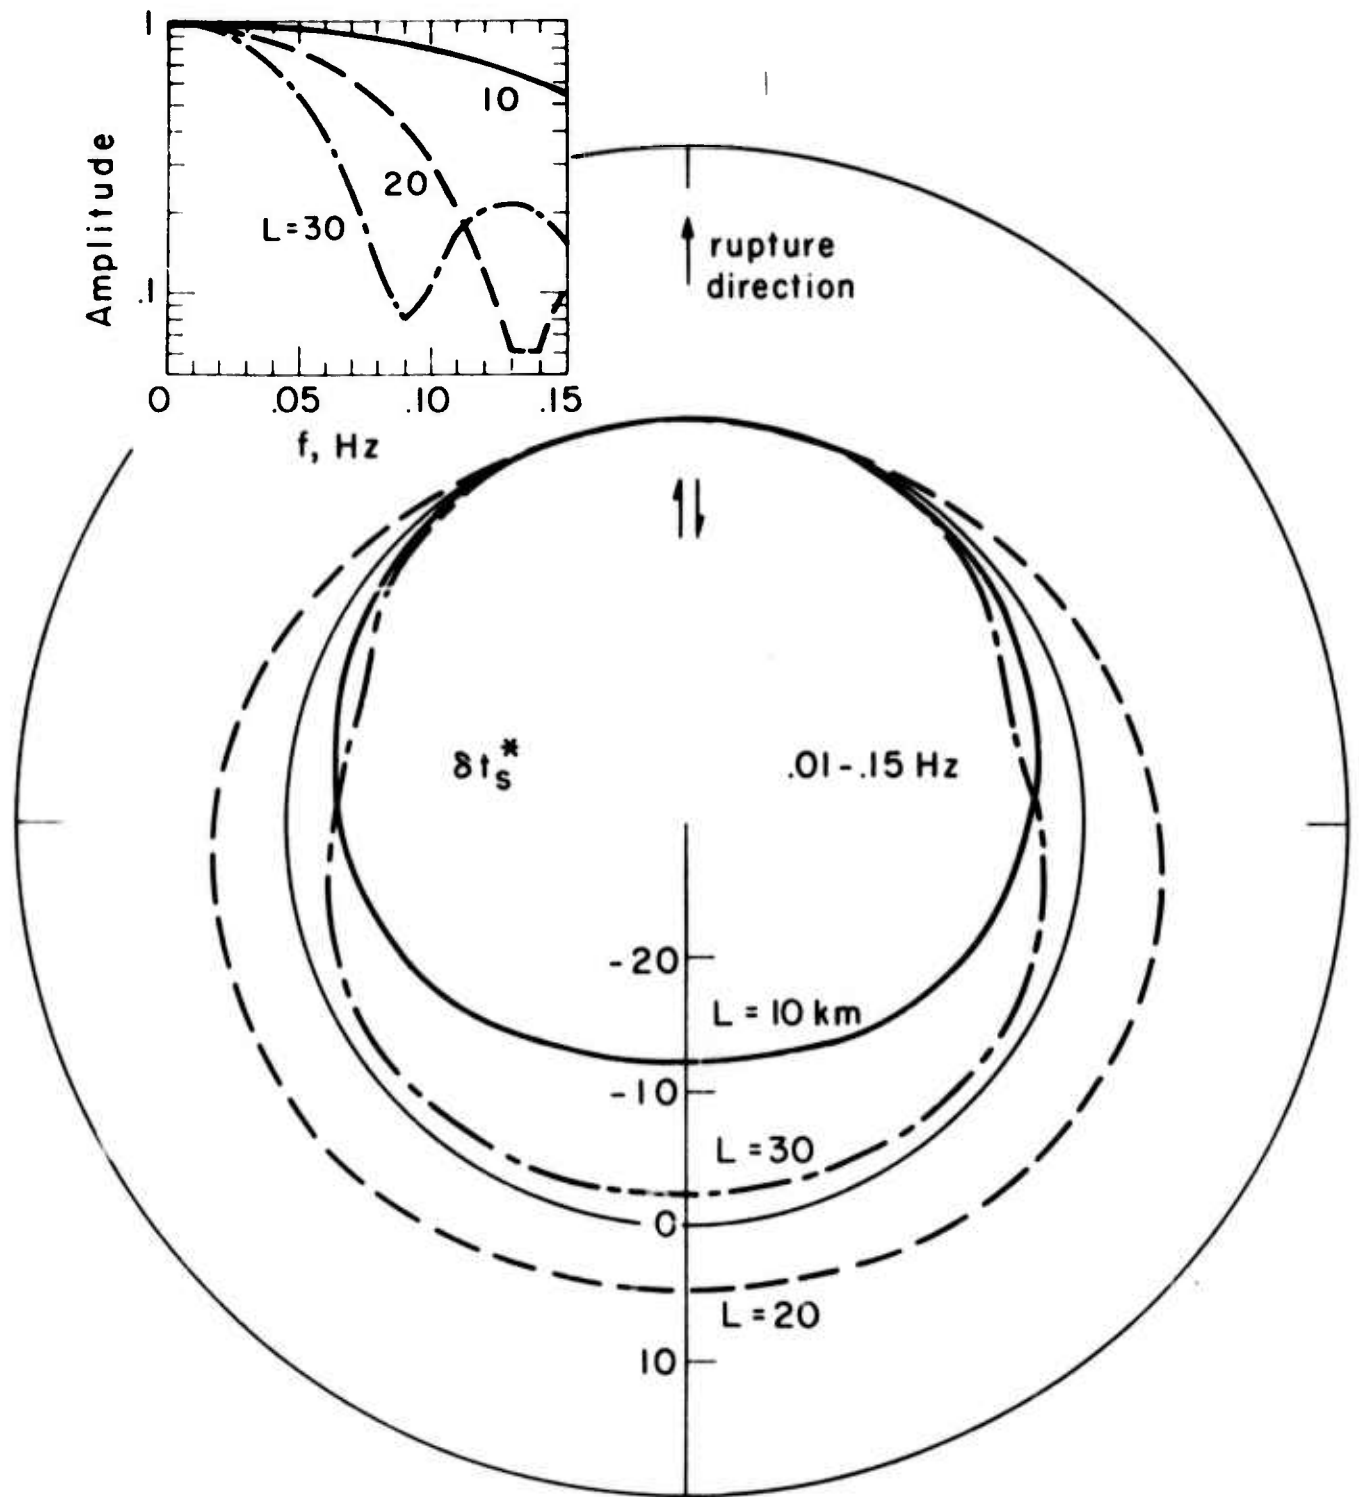 1
Amplitude
.1
10
20
L=30
0
.05
.10
.15
f, Hz
rupture
direction
δt*s
.01-.15 Hz
-20
L = 10 km
-10
L=30
0
L=20
10